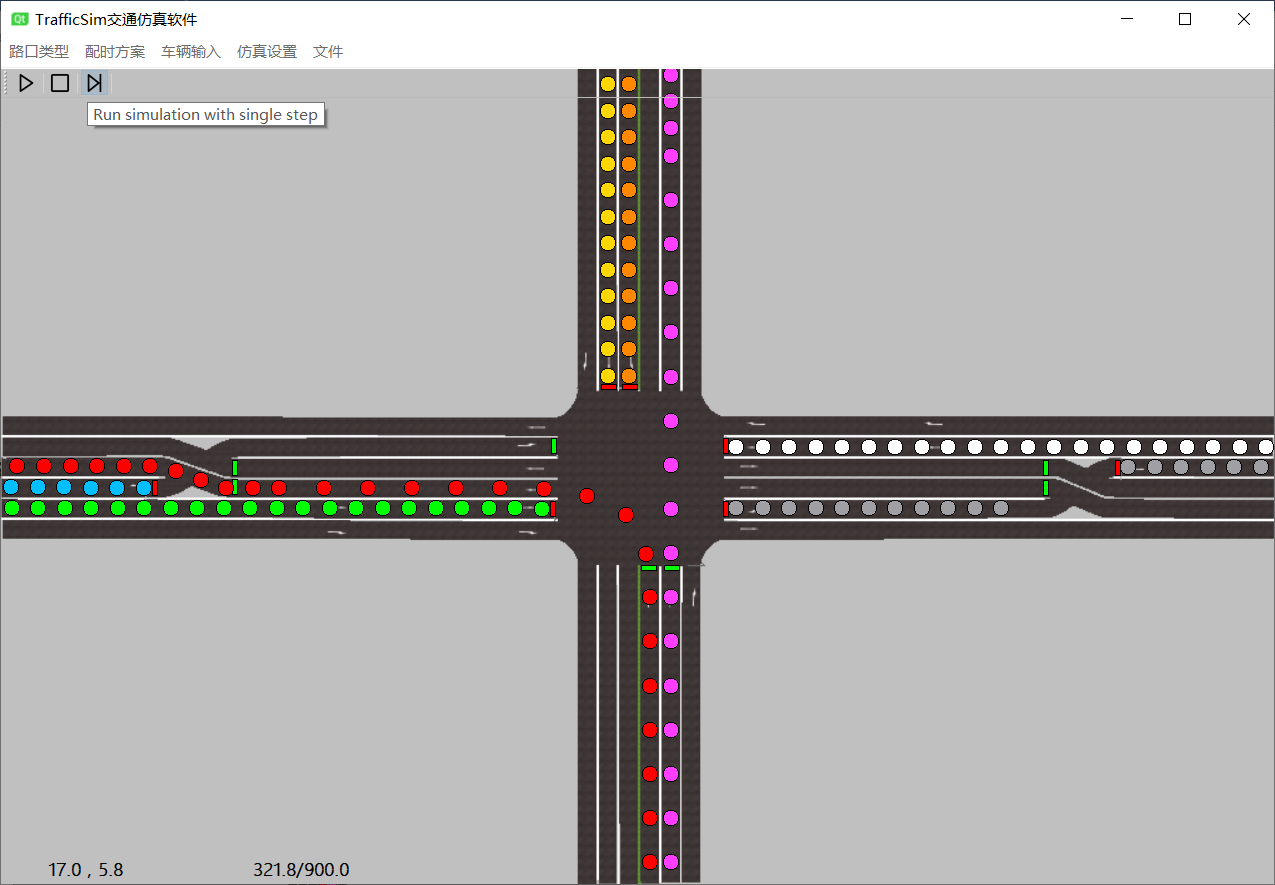 Qt TrafficSim交通仿真软件
路口类型 配时方案 车辆输入 仿真设置 文件
Run simulation with single step
17.0 , 5.8 321.8/900.0